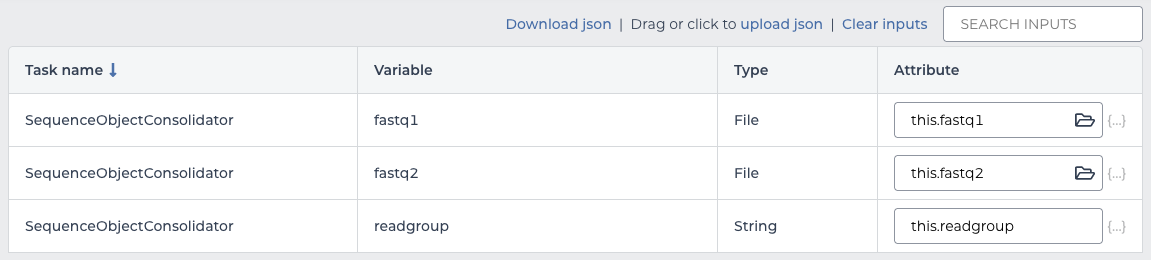 Download json | Drag or click to upload json | Clear inputs SEARCH INPUTS
Task name ↓ Variable Type Attribute
SequenceObjectConsolidator fastq1 File this.fastq1 {...}
SequenceObjectConsolidator fastq2 File this.fastq2 {...}
SequenceObjectConsolidator readgroup String this.readgroup {...}